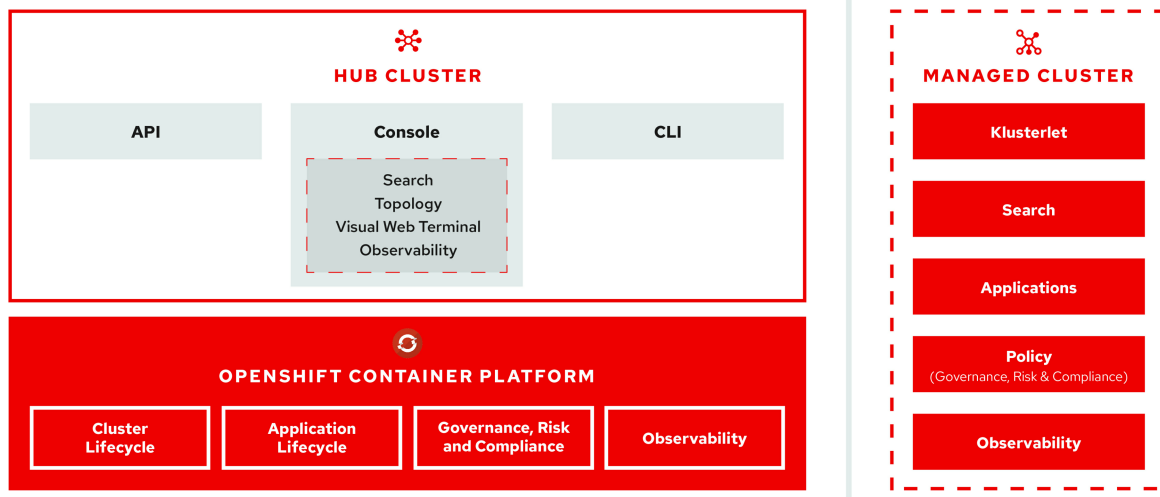 HUB CLUSTER
API
Console
CLI
Search
Topology
Visual Web Terminal
Observability
OPENSHIFT CONTAINER PLATFORM
Cluster
Lifecycle
Application
Lifecycle
Governance, Risk
and Compliance
Observability
MANAGED CLUSTER
Klusterlet
Search
Applications
Policy
(Governance, Risk & Compliance)
Observability